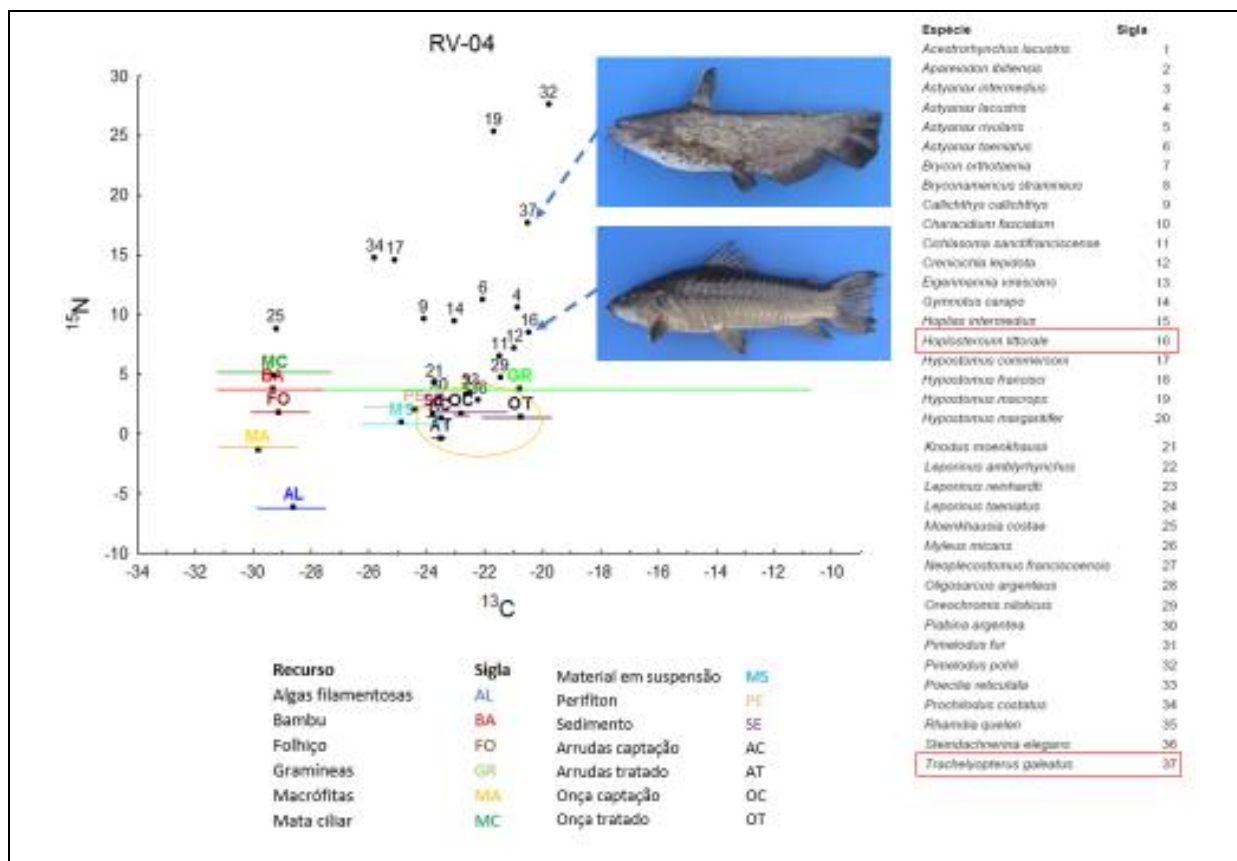 RV-04
30
25
20
15
10
5
0
-5
-10
15N
32
19
37
34
17
6
4
9
14
16
25
12
11
29
21
MC
GR
BA
PE
FO
OC
OT
MS
AT
MA
AL
-34 -32 -30 -28 -26 -24 -22 -20 -18 -16 -14 -12 -10
13C
Espécie Sigla
Acestrorhynchus lacustris 1
Apareiodon ibitiensis 2
Astyanax intermedius 3
Astyanax lacustris 4
Astyanax rivularis 5
Astyanax taeniatus 6
Brycon orthotaenia 7
Bryconamericus stramineus 8
Callichthys callichthys 9
Characidium fasciatum 10
Cichlasoma sanctifranciscense 11
Crenicichla lepidota 12
Eigenmannia virescens 13
Gymnotus carapo 14
Hoplias intermedius 15
Hoplosternum littorale 16
Hypostomus commersoni 17
Hypostomus francisci 18
Hypostomus macrops 19
Hypostomus margaritifer 20
Knodus moenkhausii 21
Leporinus amblyrhynchus 22
Leporinus reinhardti 23
Leporinus taeniatus 24
Moenkhausia costae 25
Myleus micans 26
Neoplecostomus franciscoensis 27
Oligosarcus argenteus 28
Oreochromis niloticus 29
Piabina argentea 30
Pimelodus fur 31
Pimelodus pohli 32
Poecilia reticulata 33
Prochilodus costatus 34
Rhamdia quelen 35
Steindachnerina elegans 36
Trachelyopterus galeatus 37
Recurso Sigla
Algas filamentosas AL
Bambu BA
Folhiço FO
Gramíneas GR
Macrófitas MA
Mata ciliar MC
Material em suspensão MS
Perifíton PE
Sedimento SE
Arrudas captação AC
Arrudas tratado AT
Onça captação OC
Onça tratado OT